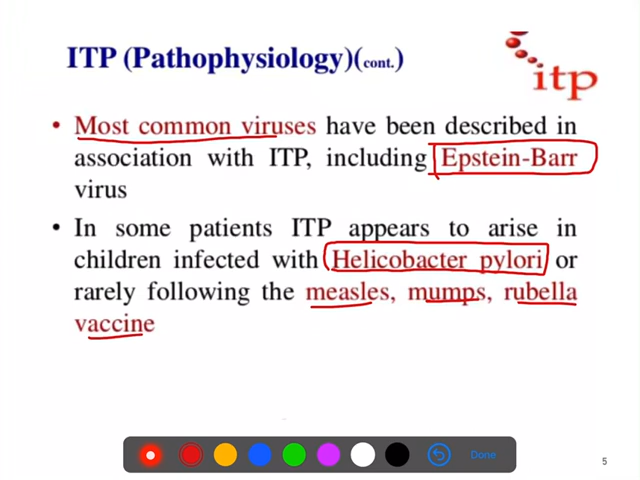 ITP (Pathophysiology)(cont.)
itp
• Most common viruses have been described in
association with ITP, including Epstein-Barr
virus
• In some patients ITP appears to arise in
children infected with Helicobacter pylori or
rarely following the measles, mumps, rubella
vaccine
Done
5